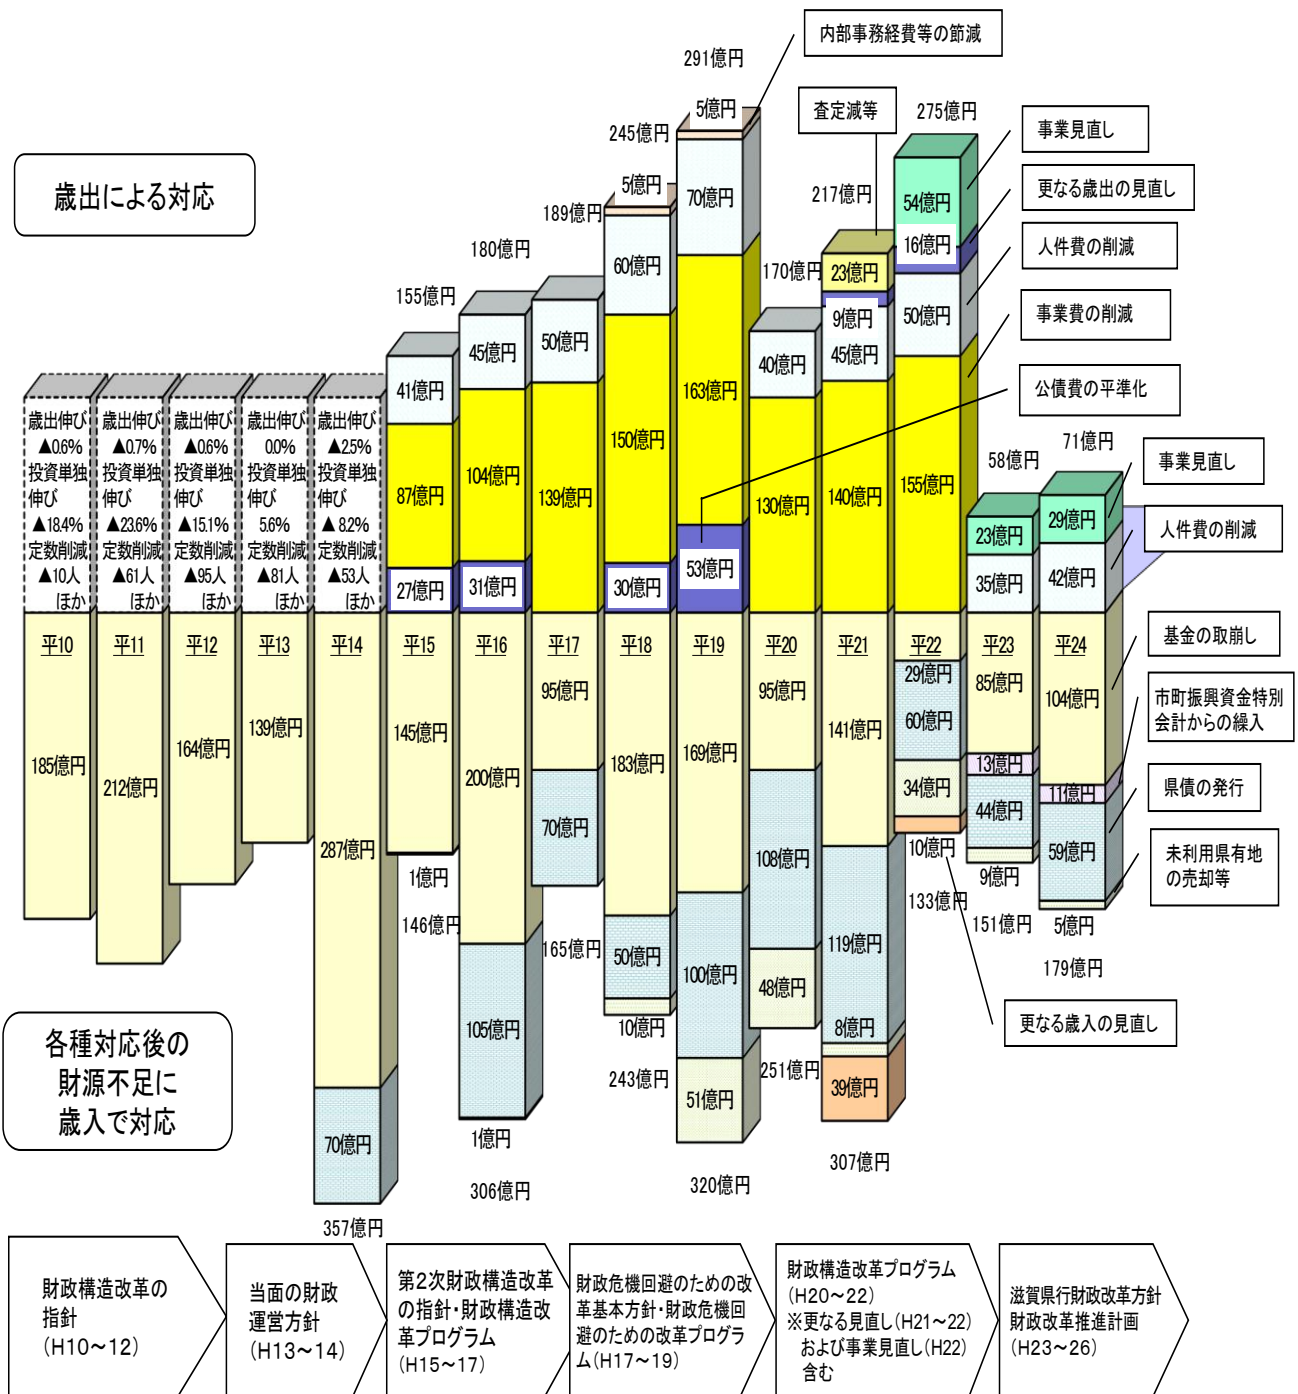 歳出による対応
内部事務経費等の節減
査定減等
事業見直し
更なる歳出の見直し
人件費の削減
事業費の削減
公債費の平準化
事業見直し
人件費の削減
155億円
180億円
189億円
245億円
291億円
170億円
217億円
275億円
58億円
71億円
歳出伸び
▲0.6%
投資単独
伸び
▲18.4%
定数削減
▲10人
ほか
歳出伸び
▲0.7%
投資単独
伸び
▲23.6%
定数削減
▲61人
ほか
歳出伸び
▲0.6%
投資単独
伸び
▲15.1%
定数削減
▲95人
ほか
歳出伸び
0.0%
投資単独
伸び
5.6%
定数削減
▲81人
ほか
歳出伸び
▲2.5%
投資単独
伸び
▲8.2%
定数削減
▲53人
ほか
41億円
87億円
27億円
45億円
104億円
31億円
50億円
139億円
5億円
60億円
150億円
30億円
5億円
70億円
163億円
53億円
40億円
130億円
23億円
9億円
45億円
140億円
54億円
16億円
50億円
155億円
23億円
35億円
29億円
42億円
平10
平11
平12
平13
平14
平15
平16
平17
平18
平19
平20
平21
平22
平23
平24
185億円
212億円
164億円
139億円
287億円
70億円
357億円
145億円
1億円
146億円
200億円
105億円
1億円
306億円
95億円
70億円
165億円
183億円
50億円
10億円
243億円
169億円
100億円
51億円
320億円
95億円
108億円
48億円
251億円
141億円
119億円
8億円
39億円
307億円
29億円
60億円
34億円
10億円
133億円
85億円
13億円
44億円
9億円
151億円
104億円
11億円
59億円
5億円
179億円
基金の取崩し
市町振興資金特別
会計からの繰入
県債の発行
未利用県有地
の売却等
更なる歳入の見直し
各種対応後の
財源不足に
歳入で対応
財政構造改革の
指針
(H10～12)
当面の財政
運営方針
(H13～14)
第2次財政構造改革
の指針・財政構造改
革プログラム
(H15～17)
財政危機回避のための改
革基本方針・財政危機回
避のための改革プログラ
ム(H17～19)
財政構造改革プログラム
(H20～22)
※更なる見直し(H21～22)
および事業見直し(H22)
含む
滋賀県行財政改革方針
財政改革推進計画
(H23～26)